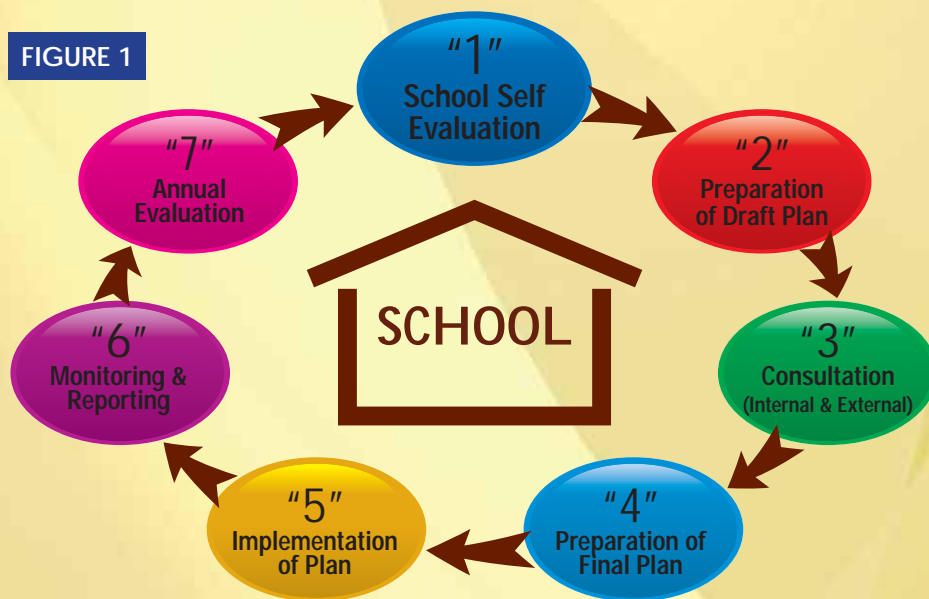 FIGURE 1
“1”
School Self
Evaluation
“2”
Preparation
of Draft Plan
“3”
Consultation
(Internal & External)
“4”
Preparation of
Final Plan
“5”
Implementation
of Plan
“6”
Monitoring &
Reporting
“7”
Annual
Evaluation
SCHOOL